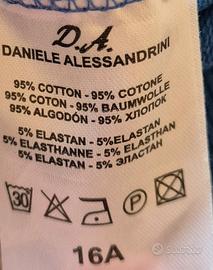 D.A.
DANIELE ALESSANDRINI
95% COTTON - 95% COTONE
95% COTON - 95% BAUMWOLLE
95% ALGODÓN - 95% ХЛОПОК
5% ELASTAN - 5% ELASTAN
5% ELASTHANNE - 5% ELASTHAN
5% ELASTAN - 5% ЭЛАСТАН
30
P
16A
subito